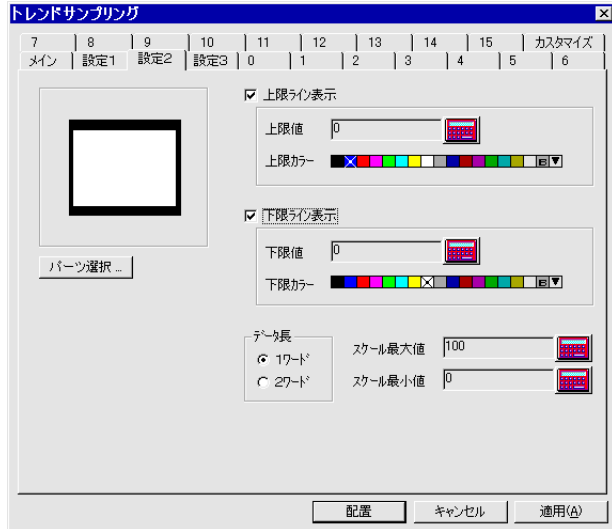 トレンドサンプリング
7 8 9 10 11 12 13 14 15 カスタマイズ
メイン 設定1 設定2 設定3 0 1 2 3 4 5 6
上限ライン表示
上限値 0
上限カラー
下限ライン表示
パーツ選択 ...
下限値 0
下限カラー
データ長
1ワード
2ワード
スケール最大値 100
スケール最小値 0
配置 キャンセル 適用(A)